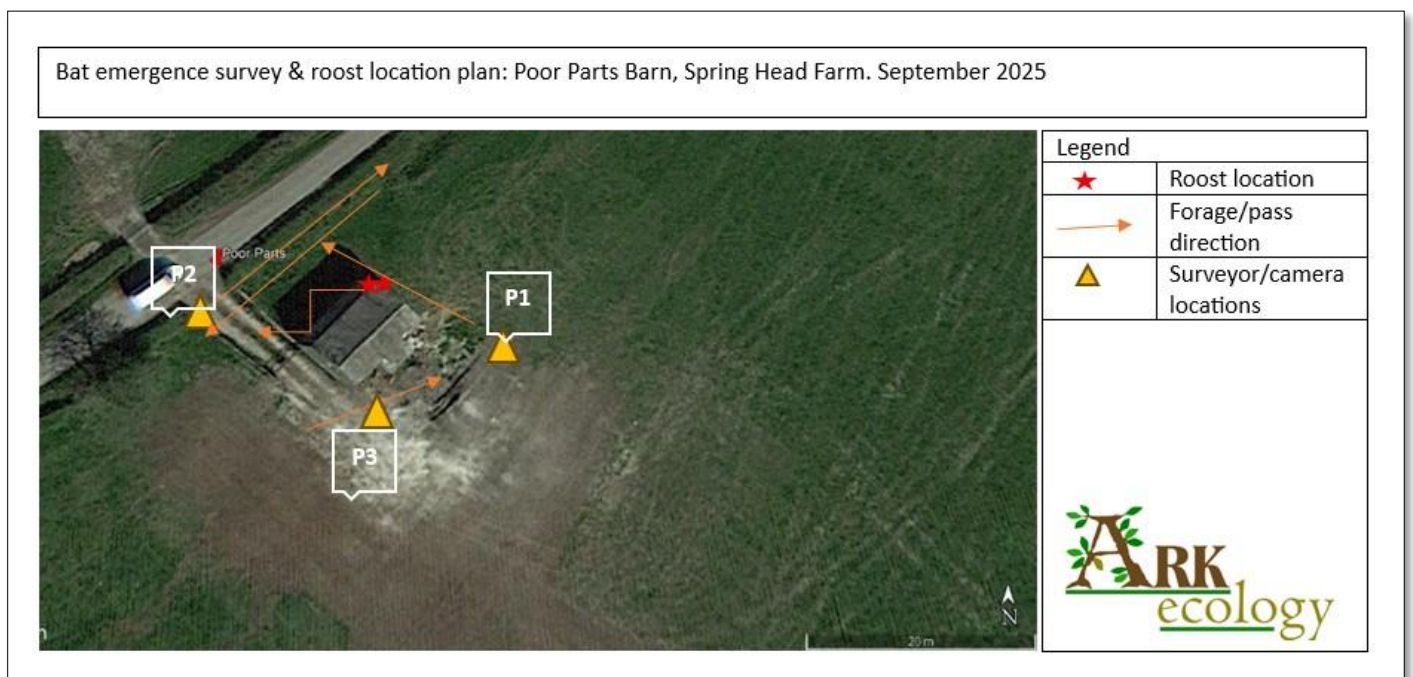 Bat emergence survey & roost location plan: Poor Parts Barn, Spring Head Farm. September 2025
Legend
Roost location
Forage/pass
direction
Surveyor/camera
locations
Poor Parts
P2
P1
P3
N
20 m
ARK
ecology